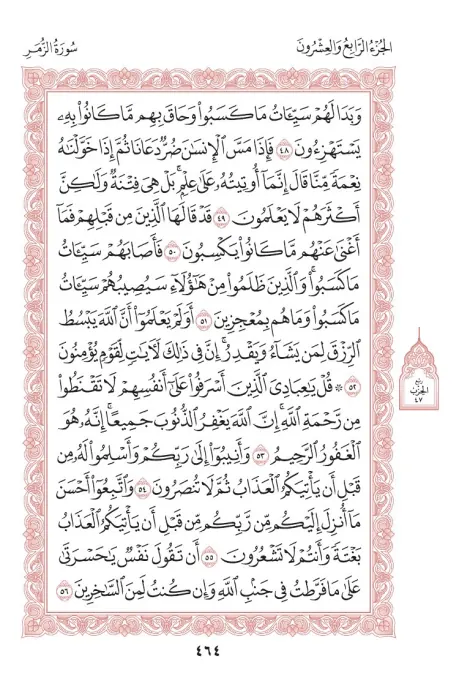 الجُزْءُ الرَّابِعُ وَالعِشْرُونَ
سُورَةُ الزُّمَرِ
وَبَدَا لَهُمْ سَيِّـَٔاتُ مَا كَسَبُوا۟ وَحَاقَ بِهِم مَّا كَانُوا۟ بِهِۦ
يَسْتَهْزِءُونَ ٤٨ فَإِذَا مَسَّ ٱلْإِنسَـٰنَ ضُرٌّ دَعَانَا ثُمَّ إِذَا خَوَّلْنَـٰهُ
نِعْمَةً مِّنَّا قَالَ إِنَّمَآ أُوتِيتُهُۥ عَلَىٰ عِلْمٍۭ ۚ بَلْ هِىَ فِتْنَةٌ وَلَـٰكِنَّ
أَكْثَرَهُمْ لَا يَعْلَمُونَ ٤٩ قَدْ قَالَهَا ٱلَّذِينَ مِن قَبْلِهِمْ فَمَآ
أَغْنَىٰ عَنْهُم مَّا كَانُوا۟ يَكْسِبُونَ ٥٠ فَأَصَابَهُمْ سَيِّـَٔاتُ
مَا كَسَبُوا۟ ۚ وَٱلَّذِينَ ظَلَمُوا۟ مِنْ هَـٰٓؤُلَآءِ سَيُصِيبُهُمْ سَيِّـَٔاتُ
مَا كَسَبُوا۟ وَمَا هُم بِمُعْجِزِينَ ٥١ أَوَلَمْ يَعْلَمُوٓا۟ أَنَّ ٱللَّهَ يَبْسُطُ
ٱلرِّزْقَ لِمَن يَشَآءُ وَيَقْدِرُ ۚ إِنَّ فِى ذَٰلِكَ لَـَٔايَـٰتٍ لِّقَوْمٍ يُؤْمِنُونَ
٥٢ ۞ قُلْ يَـٰعِبَادِىَ ٱلَّذِينَ أَسْرَفُوا۟ عَلَىٰٓ أَنفُسِهِمْ لَا تَقْنَطُوا۟
مِن رَّحْمَةِ ٱللَّهِ ۚ إِنَّ ٱللَّهَ يَغْفِرُ ٱلذُّنُوبَ جَمِيعًا ۚ إِنَّهُۥ هُوَ
ٱلْغَفُورُ ٱلرَّحِيمُ ٥٣ وَأَنِيبُوٓا۟ إِلَىٰ رَبِّكُمْ وَأَسْلِمُوا۟ لَهُۥ مِن
قَبْلِ أَن يَأْتِيَكُمُ ٱلْعَذَابُ ثُمَّ لَا تُنصَرُونَ ٥٤ وَٱتَّبِعُوٓا۟ أَحْسَنَ
مَآ أُنزِلَ إِلَيْكُم مِّن رَّبِّكُم مِّن قَبْلِ أَن يَأْتِيَكُمُ ٱلْعَذَابُ
بَغْتَةً وَأَنتُمْ لَا تَشْعُرُونَ ٥٥ أَن تَقُولَ نَفْسٌ يَـٰحَسْرَتَىٰ
عَلَىٰ مَا فَرَّطتُ فِى جَنۢبِ ٱللَّهِ وَإِن كُنتُ لَمِنَ ٱلسَّـٰخِرِينَ ٥٦
ربع
الحزب
٤٧
٤٦٤